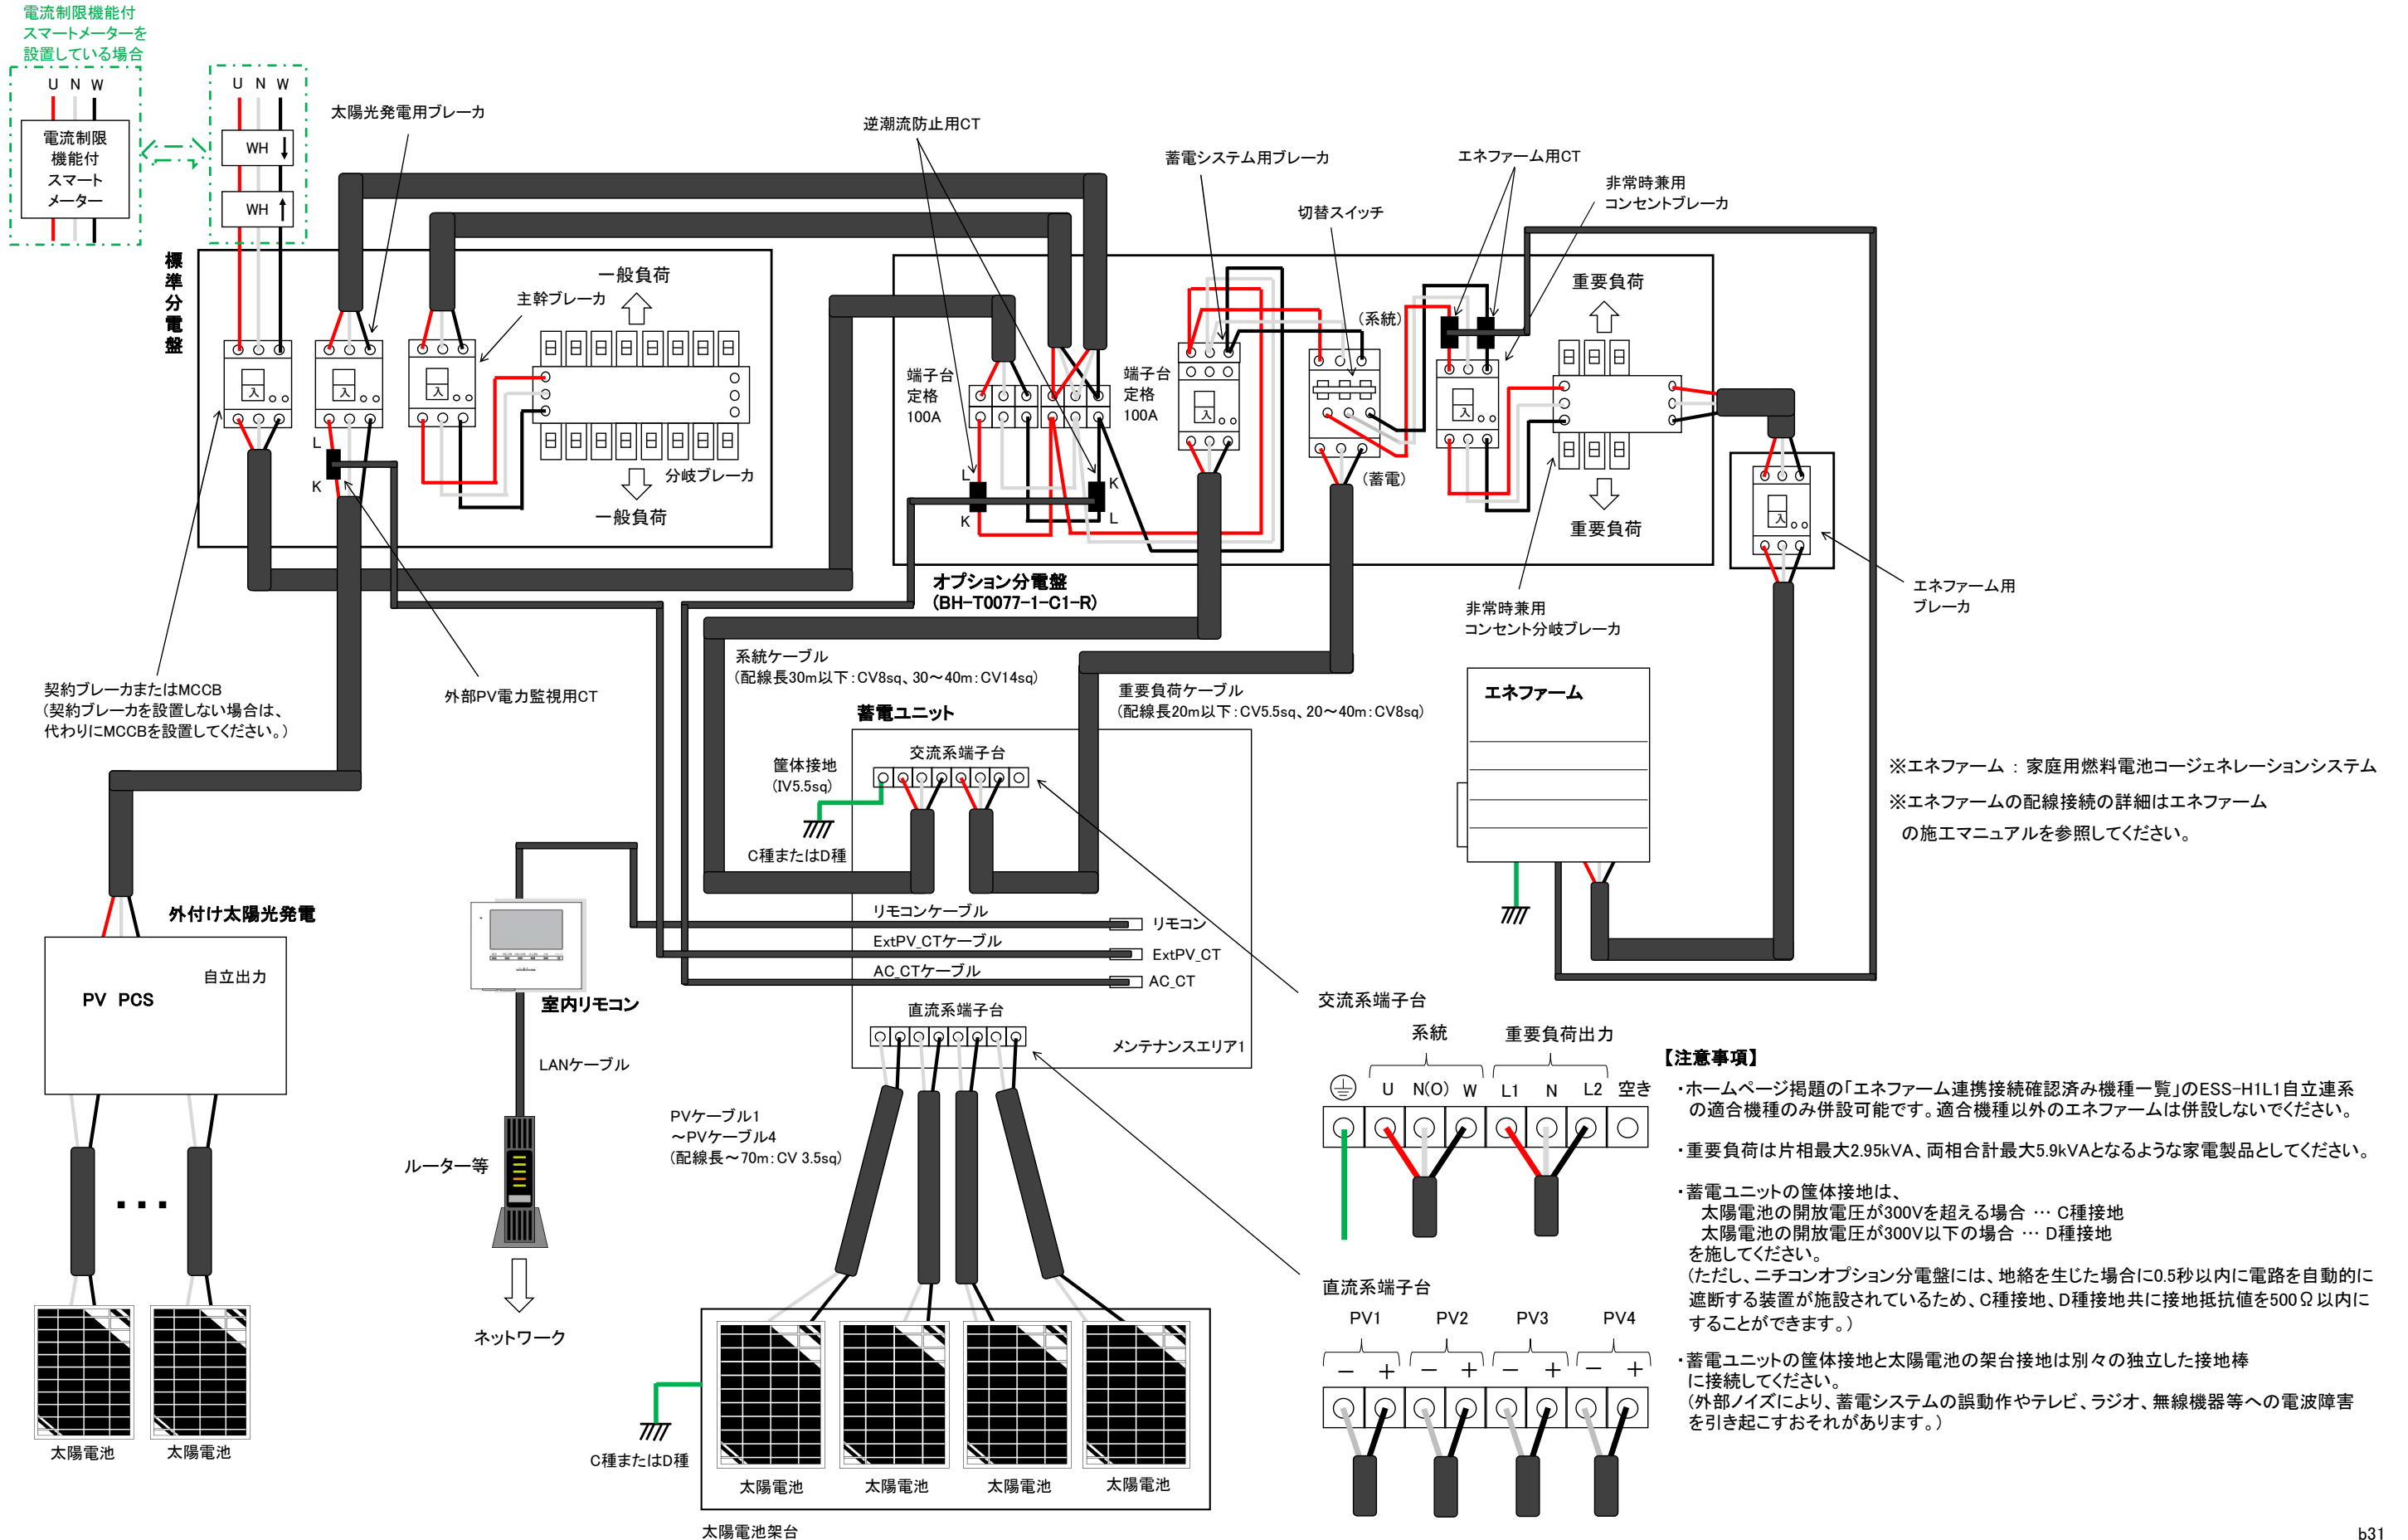 電流制限機能付
スマートメーターを
設置している場合
U N W
U N W
電流制限
機能付
スマート
メーター
WH
WH
太陽光発電用ブレーカ
逆潮流防止用CT
蓄電システム用ブレーカ
エネファーム用CT
非常時兼用
コンセントブレーカ
切替スイッチ
標準分電盤
一般負荷
主幹ブレーカ
入
入
入
L
K
分岐ブレーカ
一般負荷
端子台
定格
100A
端子台
定格
100A
L
K
K
L
入
(系統)
(蓄電)
入
重要負荷
重要負荷
入
オプション分電盤
(BH-T0077-1-C1-R)
エネファーム用
ブレーカ
非常時兼用
コンセント分岐ブレーカ
契約ブレーカまたはMCCB
(契約ブレーカを設置しない場合は、
代わりにMCCBを設置してください。)
外部PV電力監視用CT
系統ケーブル
(配線長30m以下:CV8sq、30～40m:CV14sq)
重要負荷ケーブル
(配線長20m以下:CV5.5sq、20～40m:CV8sq)
蓄電ユニット
交流系端子台
筐体接地
(IV5.5sq)
C種またはD種
エネファーム
※エネファーム : 家庭用燃料電池コージェネレーションシステム
※エネファームの配線接続の詳細はエネファーム
の施工マニュアルを参照してください。
外付け太陽光発電
自立出力
PV PCS
リモコンケーブル
リモコン
ExtPV_CTケーブル
ExtPV_CT
AC_CTケーブル
AC_CT
直流系端子台
メンテナンスエリア1
室内リモコン
LANケーブル
ルーター等
ネットワーク
PVケーブル1
～PVケーブル4
(配線長～70m:CV 3.5sq)
太陽電池
太陽電池
C種またはD種
太陽電池
太陽電池
太陽電池
太陽電池
太陽電池架台
交流系端子台
系統
重要負荷出力
U N(O) W L1 N L2 空き
直流系端子台
PV1 PV2 PV3 PV4
－ ＋ － ＋ － ＋ － ＋
【注意事項】
・ホームページ掲題の「エネファーム連携接続確認済み機種一覧」のESS-H1L1自立連系
の適合機種のみ併設可能です。適合機種以外のエネファームは併設しないでください。
・重要負荷は片相最大2.95kVA、両相合計最大5.9kVAとなるような家電製品としてください。
・蓄電ユニットの筐体接地は、
太陽電池の開放電圧が300Vを超える場合 … C種接地
太陽電池の開放電圧が300V以下の場合 … D種接地
を施してください。
(ただし、ニチコンオプション分電盤には、地絡を生じた場合に0.5秒以内に電路を自動的に
遮断する装置が施設されているため、C種接地、D種接地共に接地抵抗値を500Ω以内に
することができます。)
・蓄電ユニットの筐体接地と太陽電池の架台接地は別々の独立した接地棒
に接続してください。
(外部ノイズにより、蓄電システムの誤動作やテレビ、ラジオ、無線機器等への電波障害
を引き起こすおそれがあります。)
b31